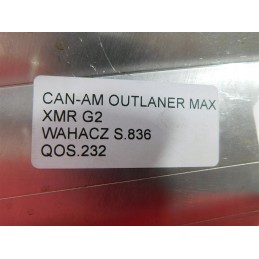 CAN-AM OUTLANER MAX
XMR G2
WAHACZ S.836
QOS.232